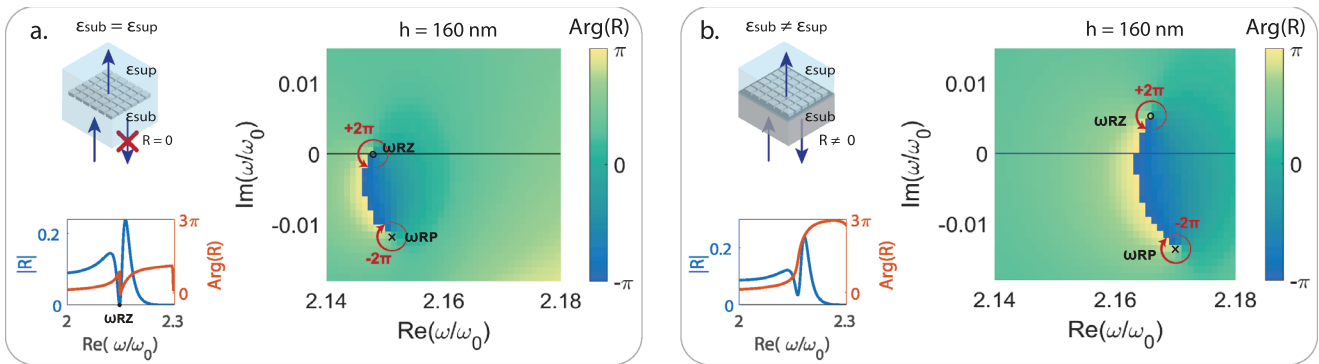 a.
εsub = εsup
εsup
εsub
R = 0
|R|
0.2
0
3π
0
Arg(R)
2
ωRZ
2.3
Re( ω/ω₀)
h = 160 nm
Arg(R)
π
0
-π
Im(ω/ω₀)
0.01
0
-0.01
+2π
ωRZ
ωRP
-2π
2.14
2.16
2.18
Re(ω/ω₀)
b.
εsub ≠ εsup
εsup
εsub
R ≠ 0
|R|
0.2
0
3π
0
Arg(R)
2
2.3
Re( ω/ω₀)
h = 160 nm
Arg(R)
π
0
-π
Im(ω/ω₀)
0.01
0
-0.01
+2π
ωRZ
-2π
ωRP
2.14
2.16
2.18
Re(ω/ω₀)